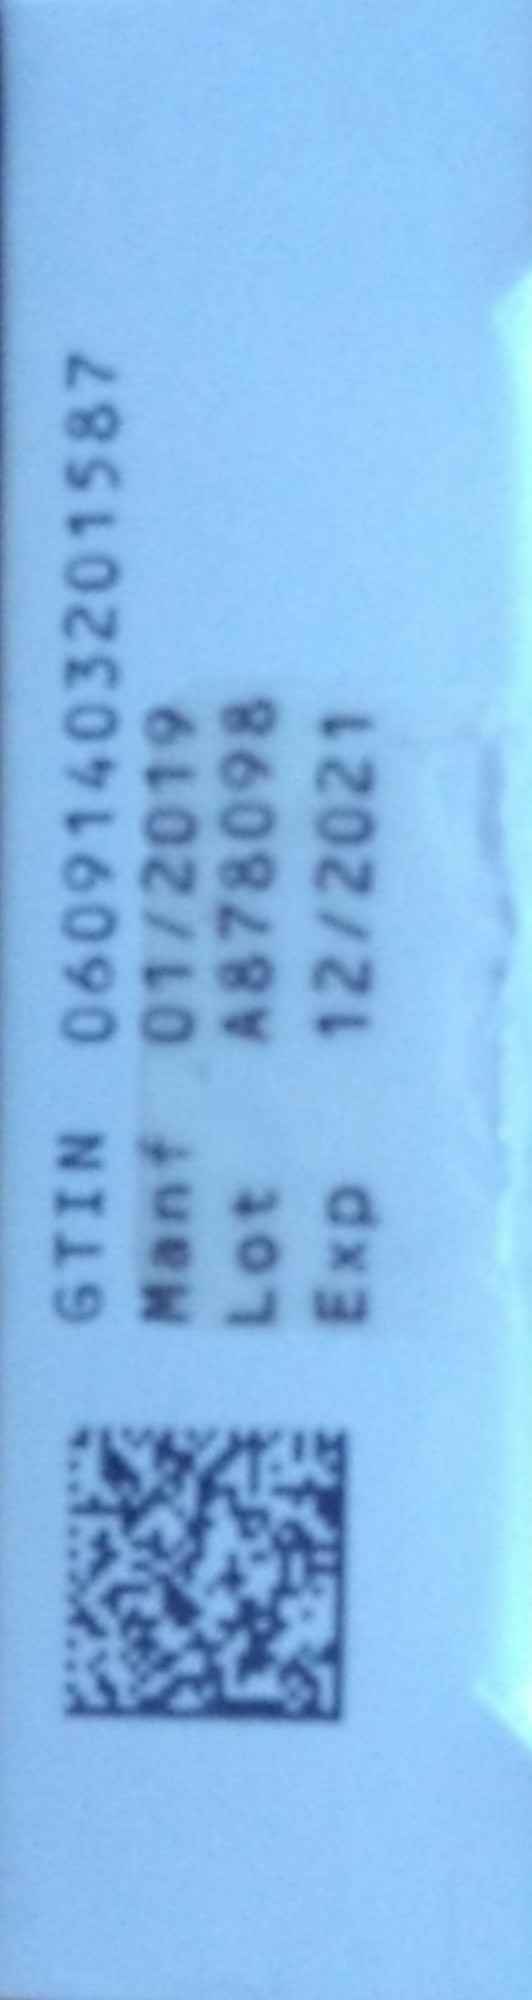 GTIN 06091403201587
Manf 01/2019
Lot A878098
Exp 12/2021